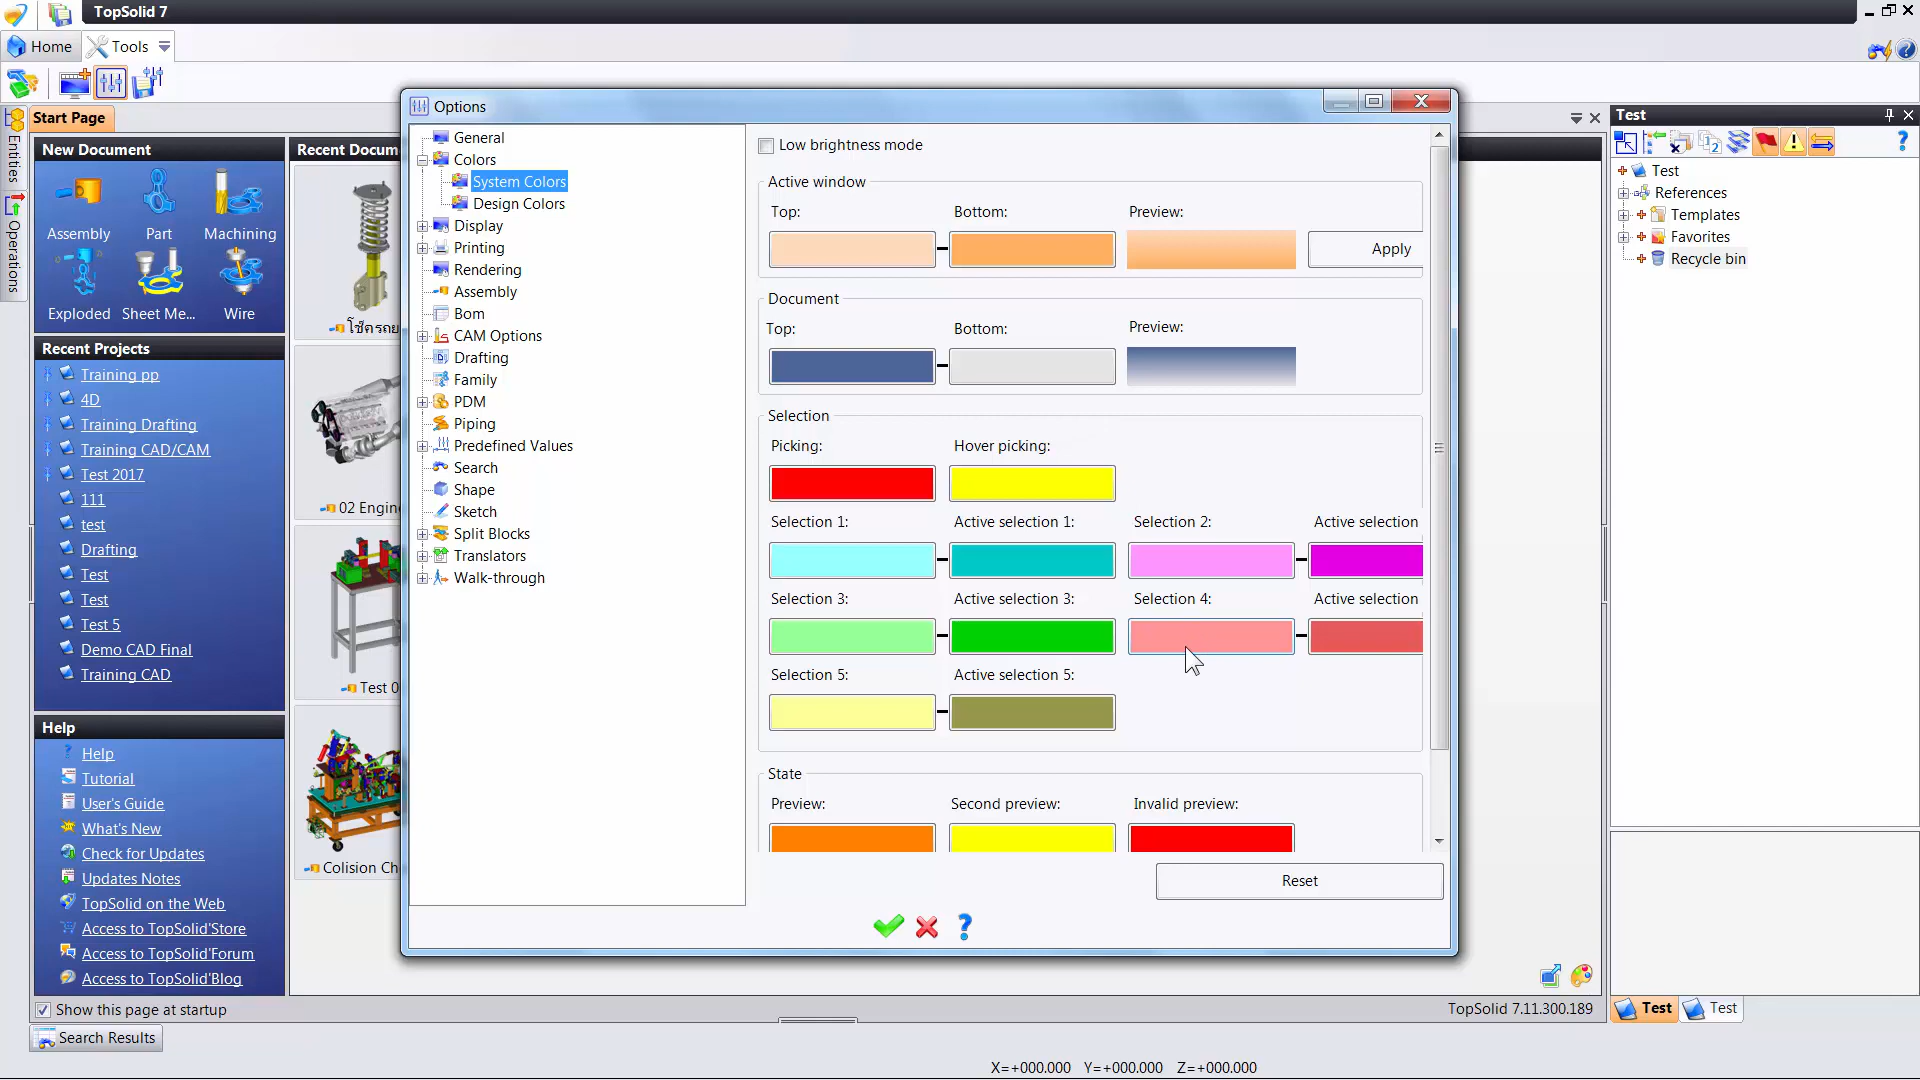 TopSolid 7
Home
Tools
Start Page
Entities
Operations
New Document
Assembly
Part
Machining
Exploded
Sheet Me...
Wire
Recent Projects
Training pp
4D
Training Drafting
Training CAD/CAM
Test 2017
111
test
Drafting
Test
Test
Test 5
Demo CAD Final
Training CAD
Help
Help
Tutorial
User's Guide
What's New
Check for Updates
Updates Notes
TopSolid on the Web
Access to TopSolid'Store
Access to TopSolid'Forum
Access to TopSolid'Blog
Show this page at startup
Search Results
Recent Docum
โช๊ครถย
02 Engin
Test 0
Colision Ch
Options
General
Colors
System Colors
Design Colors
Display
Printing
Rendering
Assembly
Bom
CAM Options
Drafting
Family
PDM
Piping
Predefined Values
Search
Shape
Sketch
Split Blocks
Translators
Walk-through
Low brightness mode
Active window
Top: Bottom: Preview:
Apply
Document
Top: Bottom: Preview:
Selection
Picking: Hover picking:
Selection 1: Active selection 1: Selection 2: Active selection
Selection 3: Active selection 3: Selection 4: Active selection
Selection 5: Active selection 5:
State
Preview: Second preview: Invalid preview:
Reset
TopSolid 7.11.300.189
Test
Test
References
Templates
Favorites
Recycle bin
Test
Test
X=+000.000 Y=+000.000 Z=+000.000